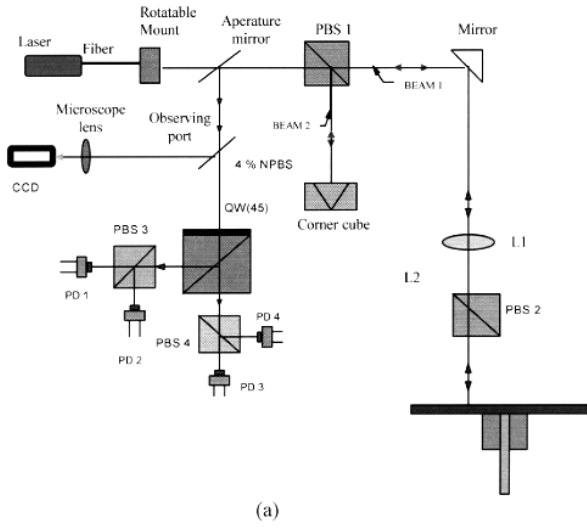 Laser
Fiber
Rotatable
Mount
Aperature
mirror
PBS 1
Mirror
BEAM 1
BEAM 2
Microscope
lens
Observing
port
4 % NPBS
CCD
QW(45)
Corner cube
PBS 3
L1
L2
PD 1
PD 2
PBS 4
PD 4
PD 3
PBS 2
(a)